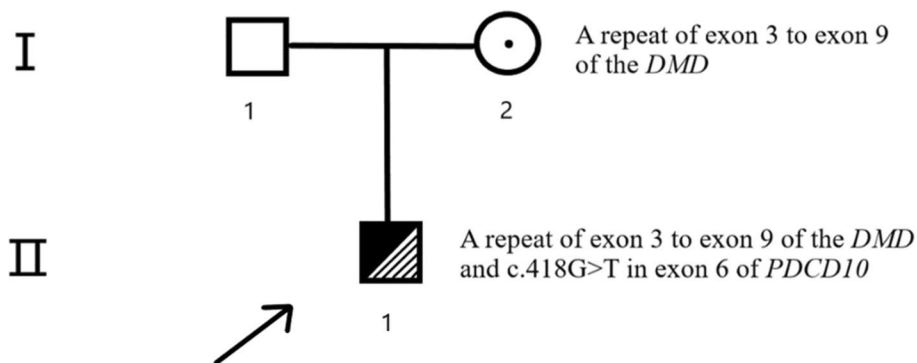 I
A repeat of exon 3 to exon 9
of the DMD
1
2
II
A repeat of exon 3 to exon 9 of the DMD
and c.418G>T in exon 6 of PDCD10
1